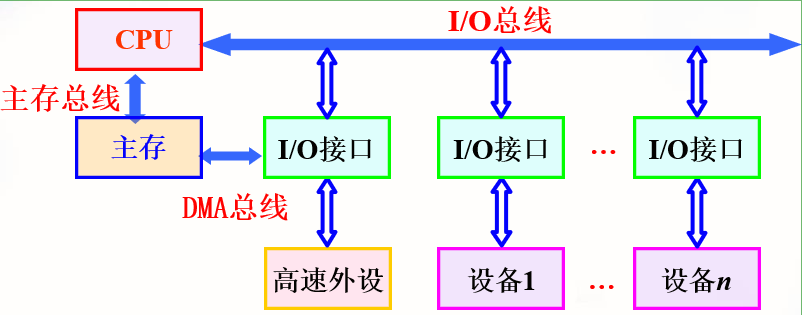 I/O总线
CPU
主存总线
主存
I/O接口
I/O接口
...
I/O接口
DMA总线
高速外设
设备1
...
设备n